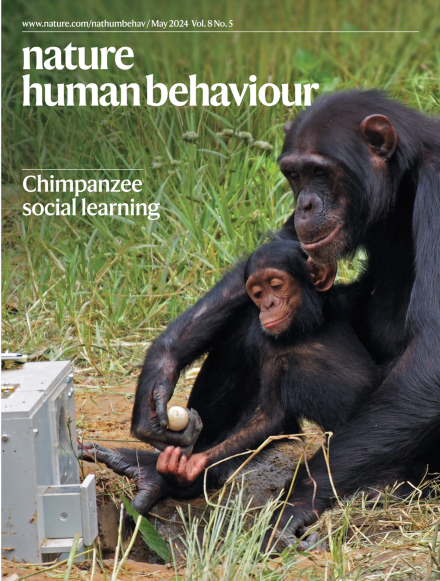 www.nature.com/nathumbehav / May 2024 Vol. 8 No. 5
nature
human behaviour
Chimpanzee
social learning